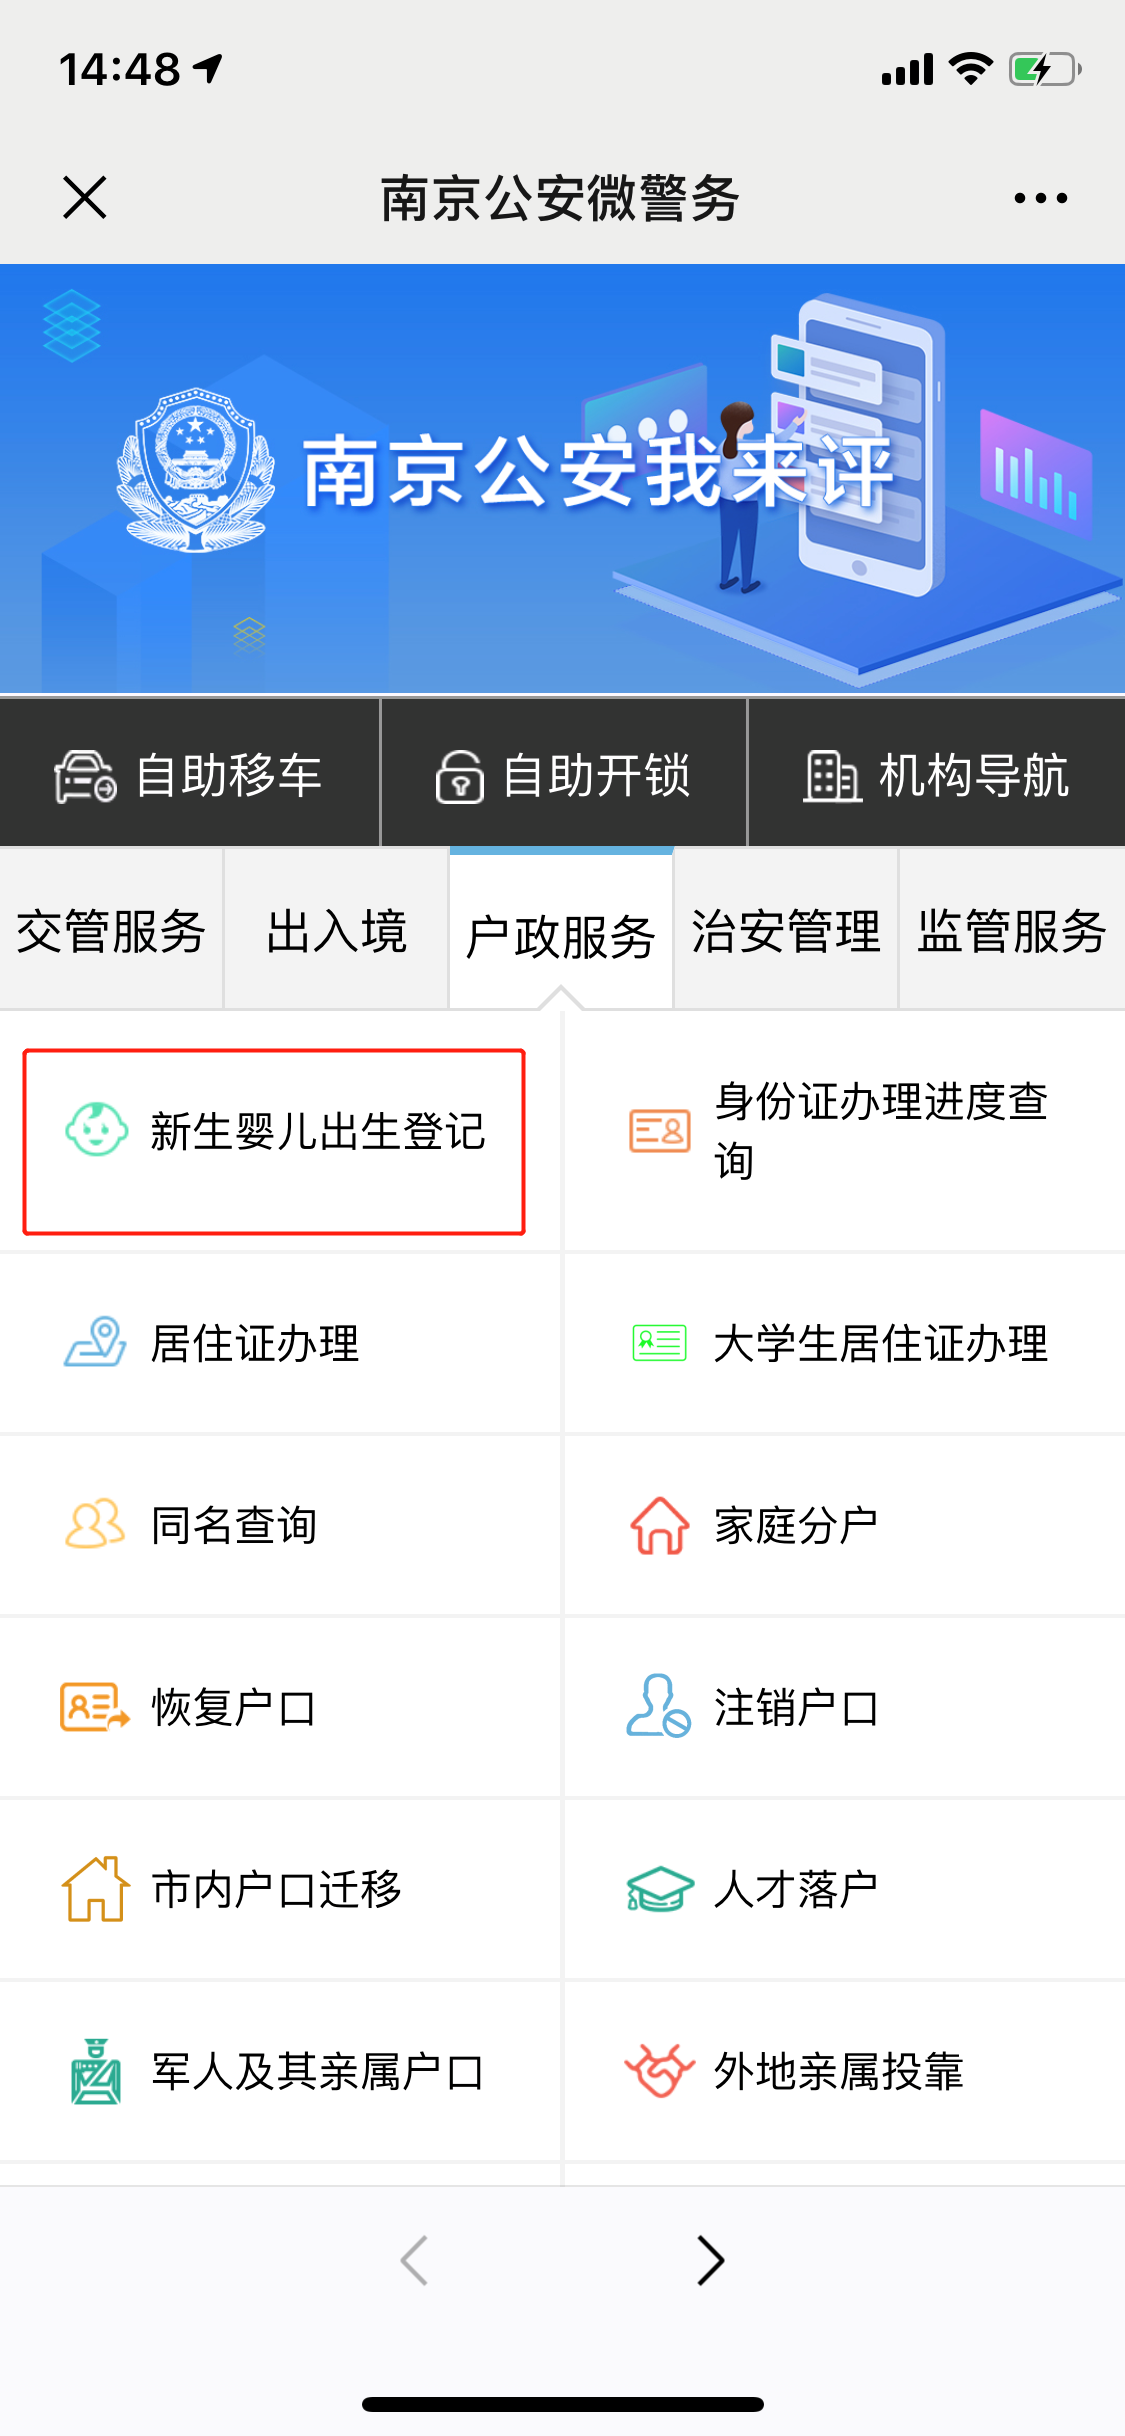 14:48
南京公安微警务
南京公安我来评
自助移车 自助开锁 机构导航
交管服务 出入境 户政服务 治安管理 监管服务
新生婴儿出生登记
身份证办理进度查
询
居住证办理 大学生居住证办理
同名查询 家庭分户
恢复户口 注销户口
市内户口迁移 人才落户
军人及其亲属户口 外地亲属投靠